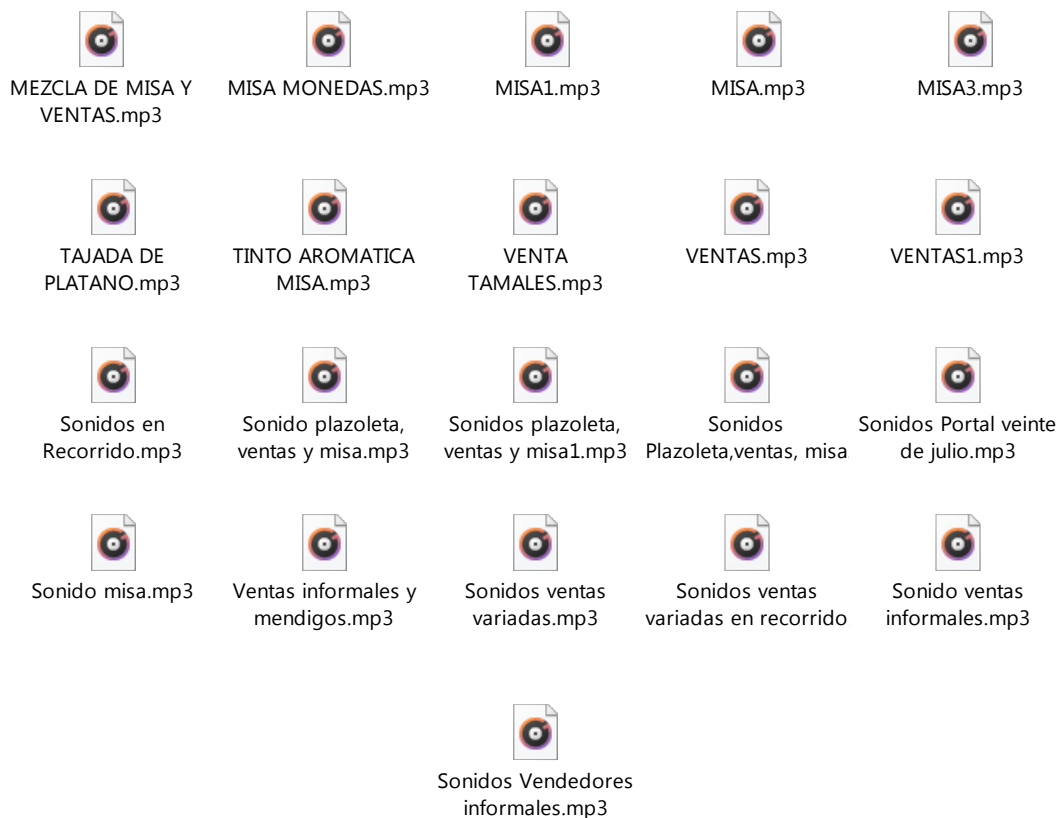 MEZCLA DE MISA Y
VENTAS.mp3
MISA MONEDAS.mp3
MISA1.mp3
MISA.mp3
MISA3.mp3
TAJADA DE
PLATANO.mp3
TINTO AROMATICA
MISA.mp3
VENTA
TAMALES.mp3
VENTAS.mp3
VENTAS1.mp3
Sonidos en
Recorrido.mp3
Sonido plazoleta,
ventas y misa.mp3
Sonidos plazoleta,
ventas y misa1.mp3
Sonidos
Plazoleta,ventas, misa
Sonidos Portal veinte
de julio.mp3
Sonido misa.mp3
Ventas informales y
mendigos.mp3
Sonidos ventas
variadas.mp3
Sonidos ventas
variadas en recorrido
Sonido ventas
informales.mp3
Sonidos Vendedores
informales.mp3